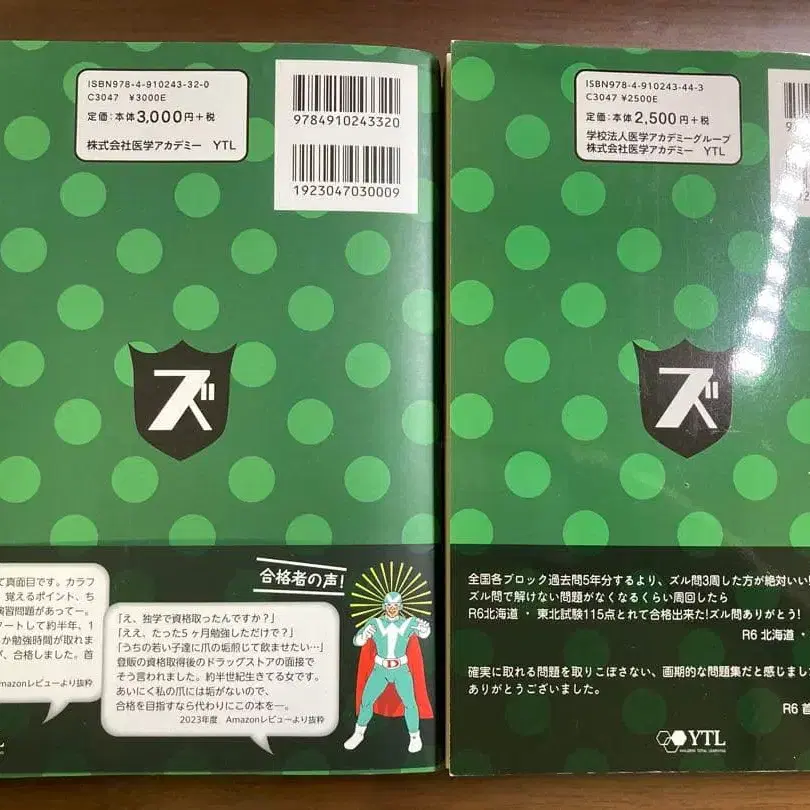 ISBN978-4-910243-32-0
C3047 ¥3000E
定価:本体3,000円+税
株式会社医学アカデミー YTL
9784910243320
1923047030009
ズ
て真面目です。カラフ
覚えるポイント、ち
演習問題があってー。
ートして約半年、1
か勉強時間が取れま
が、合格しました。首
mazonレビューより抜粋
YTL
合格者の声!
「え、独学で資格取ったんですか?」
「ええ、たった5ヶ月勉強しただけで?」
「うちの若い子達に爪の垢煎じて飲ませたい…」
登販の資格取得後のドラッグストアの面接で
そう言われました。約半世紀生きてる女です。
あいにく私の爪には垢がないので、
合格を目指すなら代わりにこの本をー。
2023年度 Amazonレビューより抜粋
D
ISBN978-4-910243-44-3
C3047 ¥2500E
定価:本体2,500円+税
学校法人医学アカデミーグループ
株式会社医学アカデミー YTL
ズ
全国各ブロック過去問5年分するより、ズル問3周した方が絶対いい!
ズル問で解けない問題がなくなるくらい周回したら
R6北海道・東北試験115点とれて合格出来た!ズル問ありがとう!
R6 北海道・
確実に取れる問題を取りこぼさない、画期的な問題集だと感じまし
ありがとうございました。
R6 首
YTL